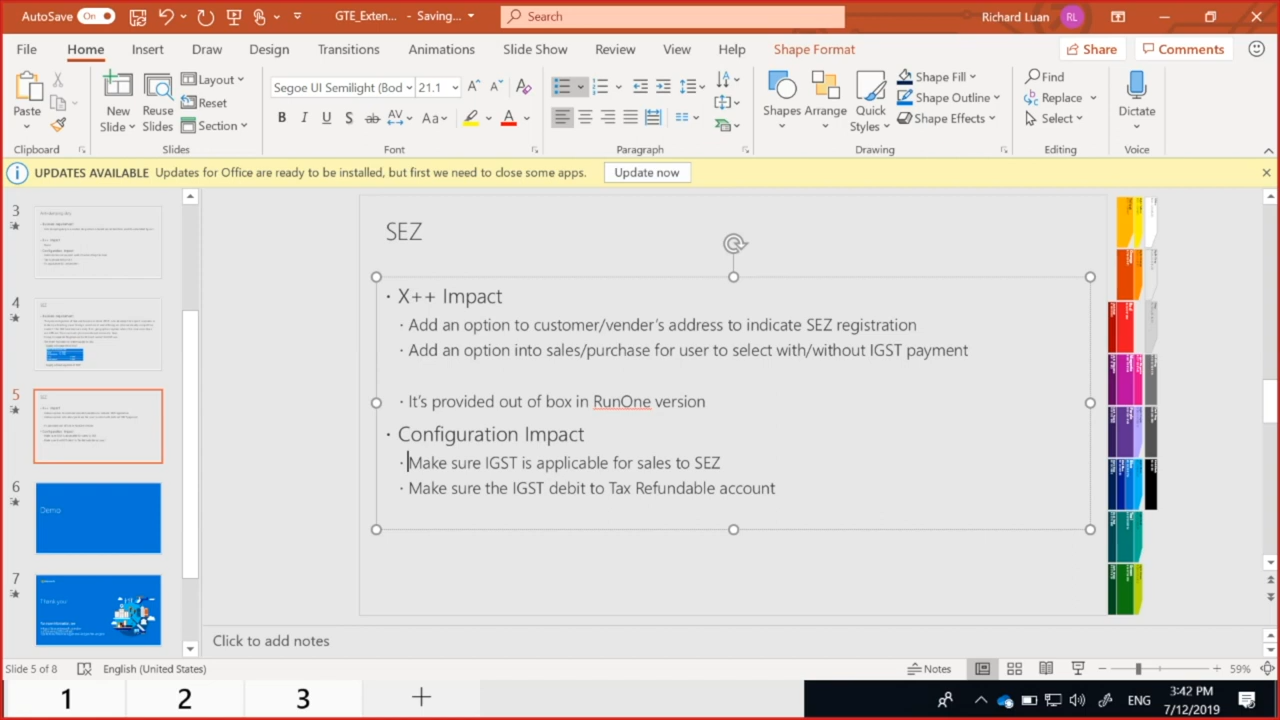 AutoSave On GTE_Exten... - Saving... Search Richard Luan RL
File Home Insert Draw Design Transitions Animations Slide Show Review View Help Shape Format Share Comments
Paste New Slide Reuse Slides Layout Reset Section Segoe UI Semilight (Bod 21.1 Shapes Arrange Quick Styles Shape Fill Shape Outline Shape Effects Find Replace Select Dictate
Clipboard Slides Font Paragraph Drawing Editing Voice
UPDATES AVAILABLE Updates for Office are ready to be installed, but first we need to close some apps. Update now
3
4
5
6
Demo
7
Thank you
SEZ
· X++ Impact
· Add an option to customer/vender's address to indicate SEZ registration
· Add an option into sales/purchase for user to select with/without IGST payment
· It's provided out of box in RunOne version
· Configuration Impact
· Make sure IGST is applicable for sales to SEZ
· Make sure the IGST debit to Tax Refundable account
Click to add notes
Slide 5 of 8 English (United States) Notes 59%
1 2 3
ENG 3:42 PM
7/12/2019